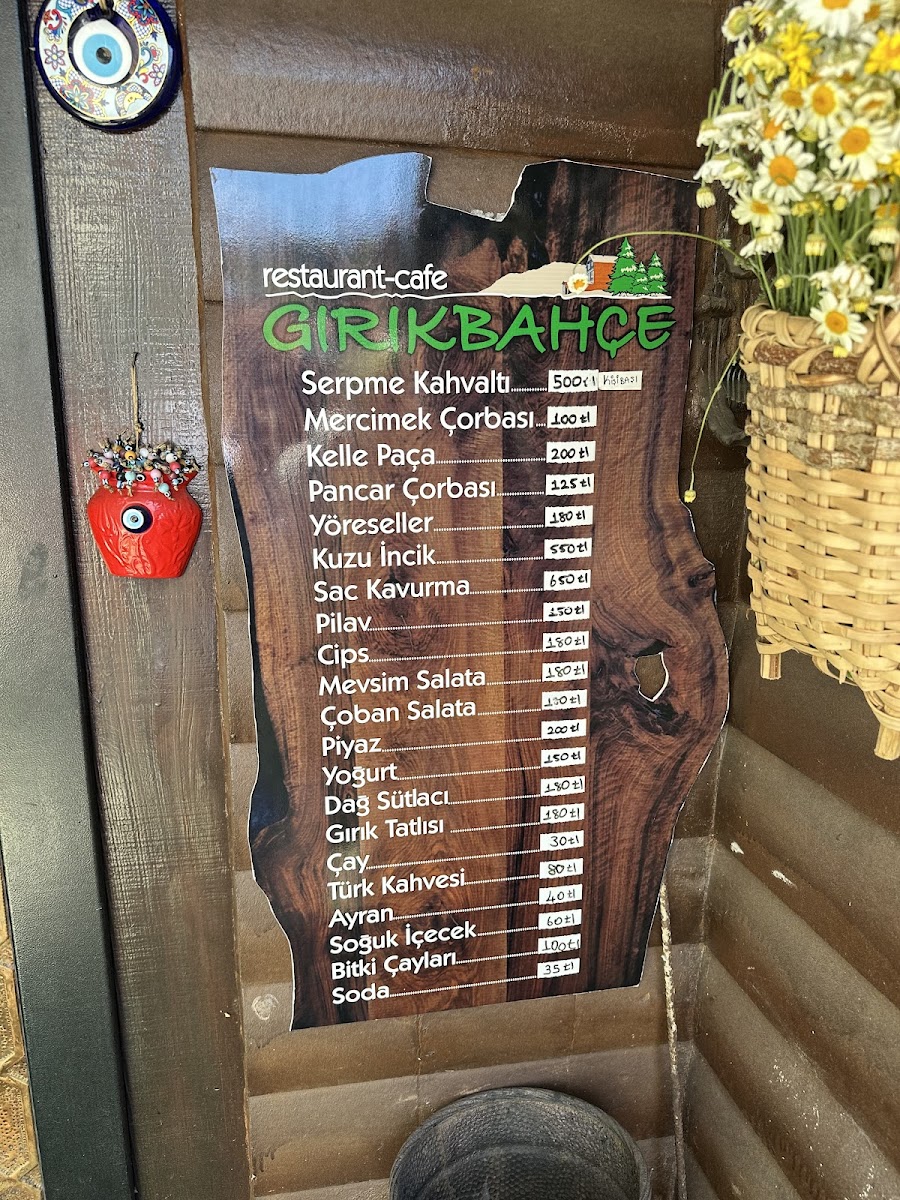 restaurant-cafe
GIRIKBAHÇE
Serpme Kahvaltı 500tl KİŞİBAŞI
Mercimek Çorbası 100tl
Kelle Paça 200tl
Pancar Çorbası 125tl
Yöreseller 180tl
Kuzu İncik 550tl
Sac Kavurma 650tl
Pilav 150tl
Cips 180tl
Mevsim Salata 180tl
Çoban Salata
Piyaz 200tl
Yoğurt 150tl
Dağ Sütlacı 180tl
Gırık Tatlısı 180tl
Çay 30tl
Türk Kahvesi 80tl
Ayran 40tl
Soğuk İçecek 60tl
Bitki Çayları 100tl
Soda 35tl